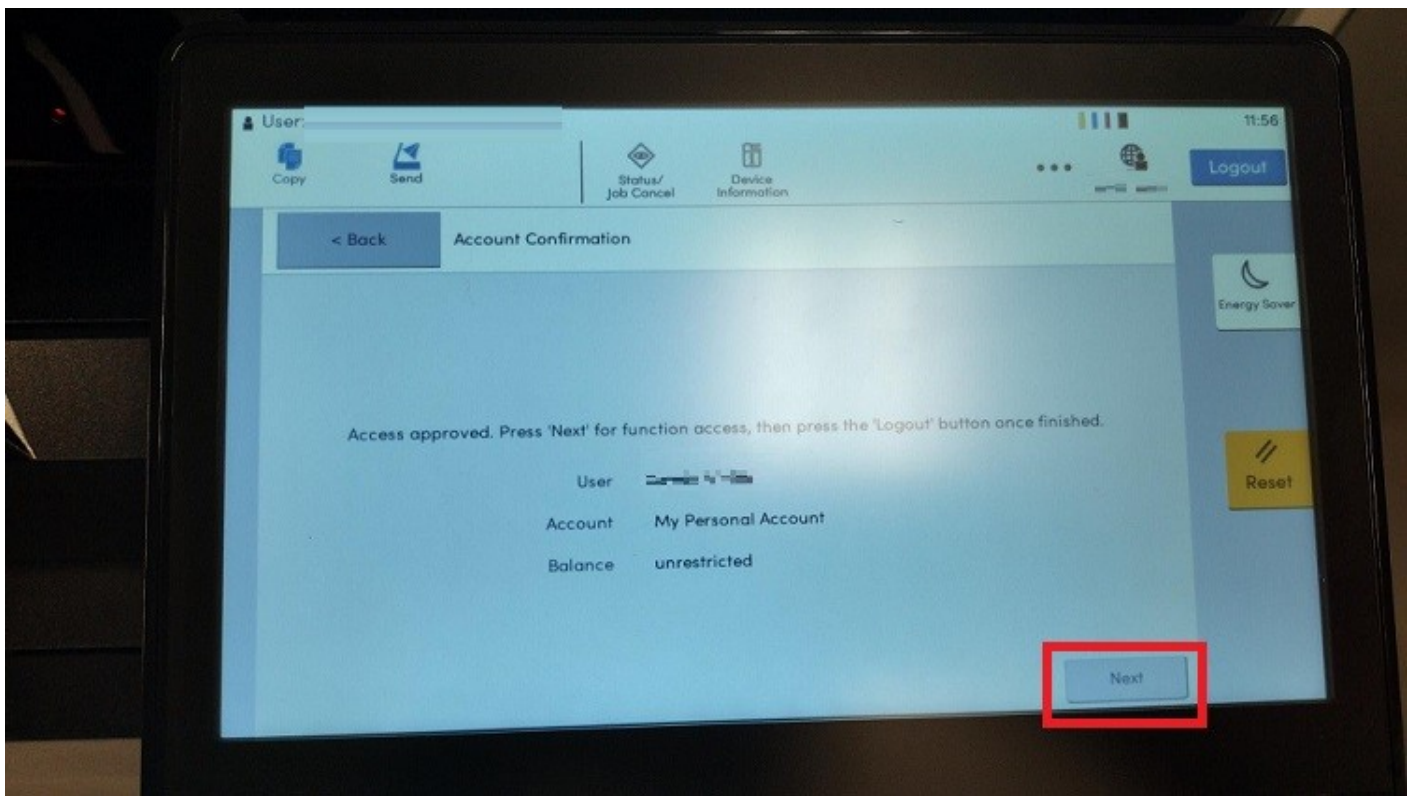 User:
11:56
Copy
Send
Status/
Job Cancel
Device
Information
Logout
< Back
Account Confirmation
Energy Saver
Access approved. Press 'Next' for function access, then press the 'Logout' button once finished.
User
Account My Personal Account
Balance unrestricted
Reset
Next